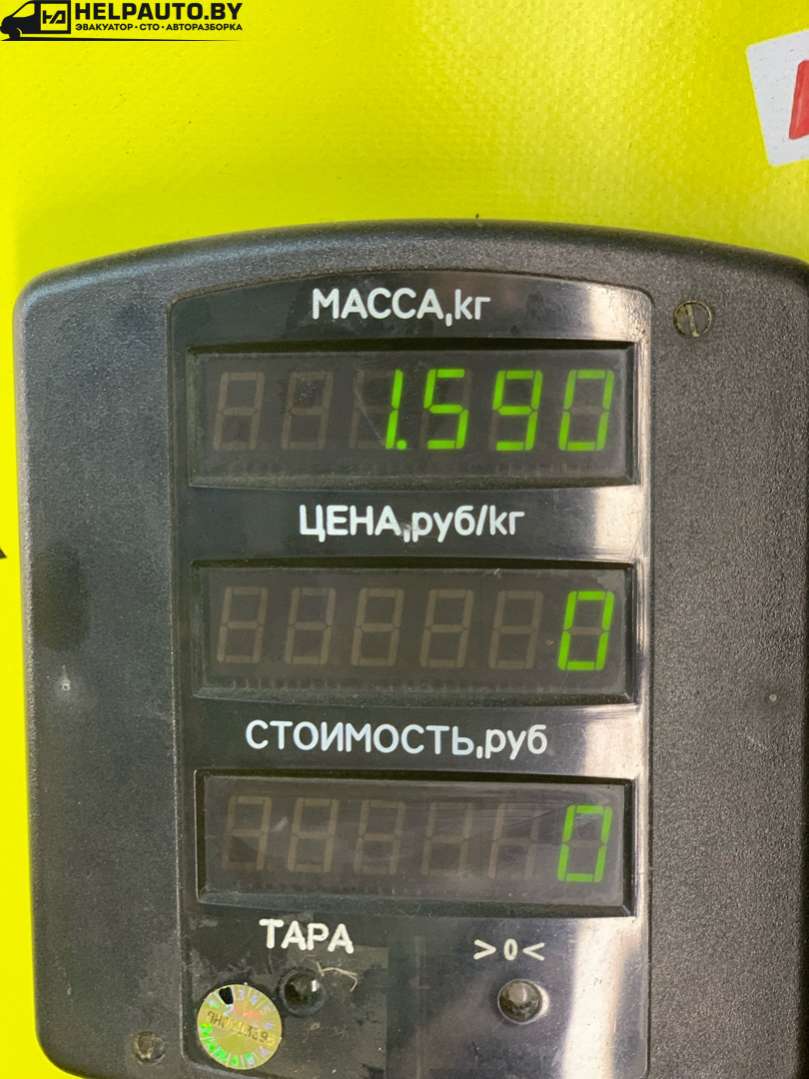 HELPAUTO.BY
ЭВАКУАТОР • СТО • АВТОРАЗБОРКА
МАССА,кг
1.590
ЦЕНА,руб/кг
0
СТОИМОСТЬ,руб
0
ТАРА >0<